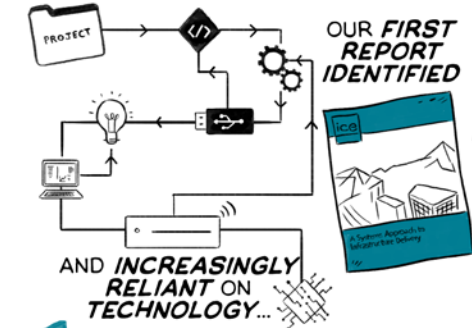 PROJECT
</>
OUR FIRST
REPORT
IDENTIFIED
ice
A Systems Approach to
Infrastructure Delivery
AND INCREASINGLY
RELIANT ON
TECHNOLOGY...